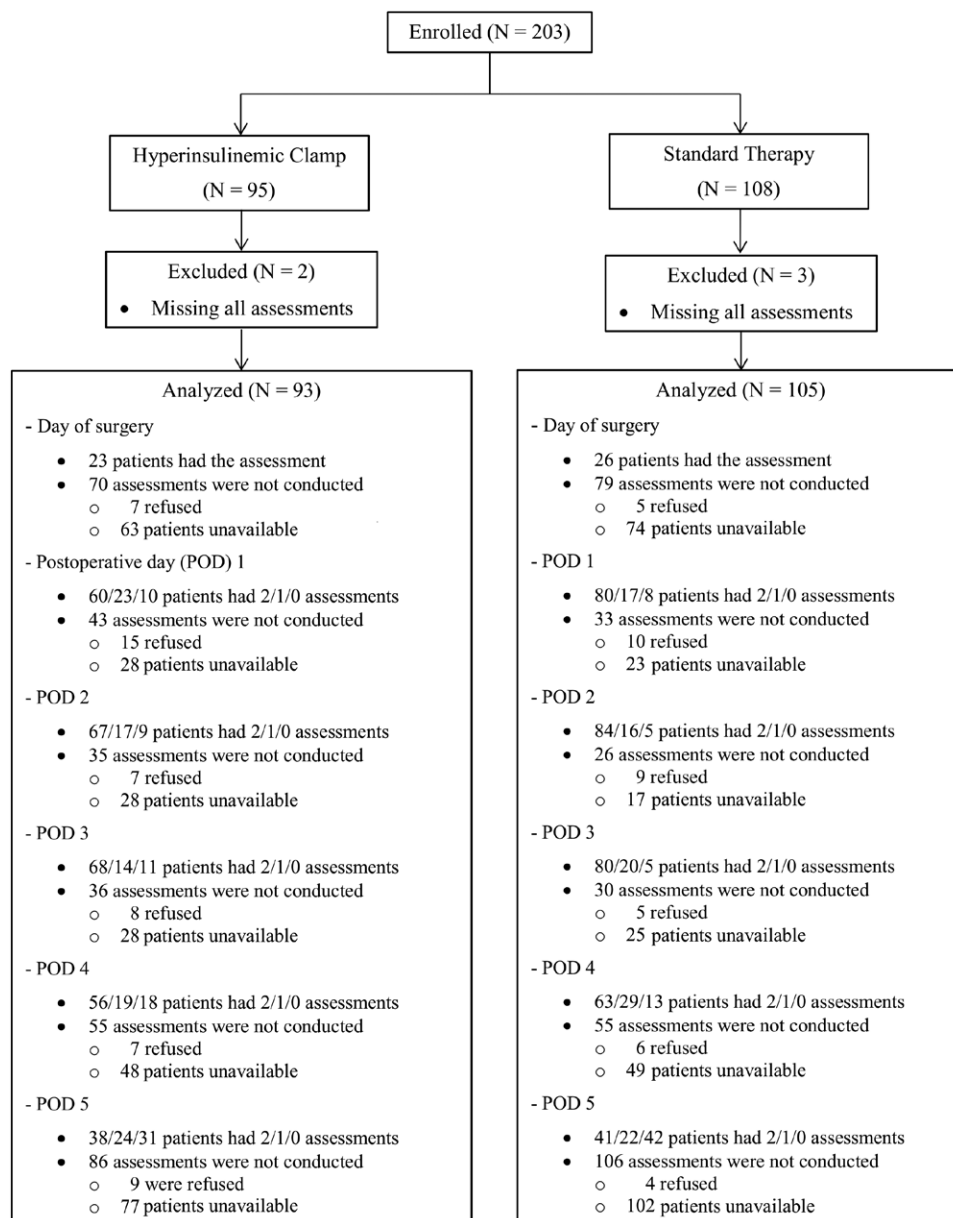 Enrolled (N = 203)
Hyperinsulinemic Clamp
(N = 95)
Standard Therapy
(N = 108)
Excluded (N = 2)
• Missing all assessments
Excluded (N = 3)
• Missing all assessments
Analyzed (N = 93)
- Day of surgery
• 23 patients had the assessment
• 70 assessments were not conducted
o 7 refused
o 63 patients unavailable
- Postoperative day (POD) 1
• 60/23/10 patients had 2/1/0 assessments
• 43 assessments were not conducted
o 15 refused
o 28 patients unavailable
- POD 2
• 67/17/9 patients had 2/1/0 assessments
• 35 assessments were not conducted
o 7 refused
o 28 patients unavailable
- POD 3
• 68/14/11 patients had 2/1/0 assessments
• 36 assessments were not conducted
o 8 refused
o 28 patients unavailable
- POD 4
• 56/19/18 patients had 2/1/0 assessments
• 55 assessments were not conducted
o 7 refused
o 48 patients unavailable
- POD 5
• 38/24/31 patients had 2/1/0 assessments
• 86 assessments were not conducted
o 9 were refused
o 77 patients unavailable
Analyzed (N = 105)
- Day of surgery
• 26 patients had the assessment
• 79 assessments were not conducted
o 5 refused
o 74 patients unavailable
- POD 1
• 80/17/8 patients had 2/1/0 assessments
• 33 assessments were not conducted
o 10 refused
o 23 patients unavailable
- POD 2
• 84/16/5 patients had 2/1/0 assessments
• 26 assessments were not conducted
o 9 refused
o 17 patients unavailable
- POD 3
• 80/20/5 patients had 2/1/0 assessments
• 30 assessments were not conducted
o 5 refused
o 25 patients unavailable
- POD 4
• 63/29/13 patients had 2/1/0 assessments
• 55 assessments were not conducted
o 6 refused
o 49 patients unavailable
- POD 5
• 41/22/42 patients had 2/1/0 assessments
• 106 assessments were not conducted
o 4 refused
o 102 patients unavailable